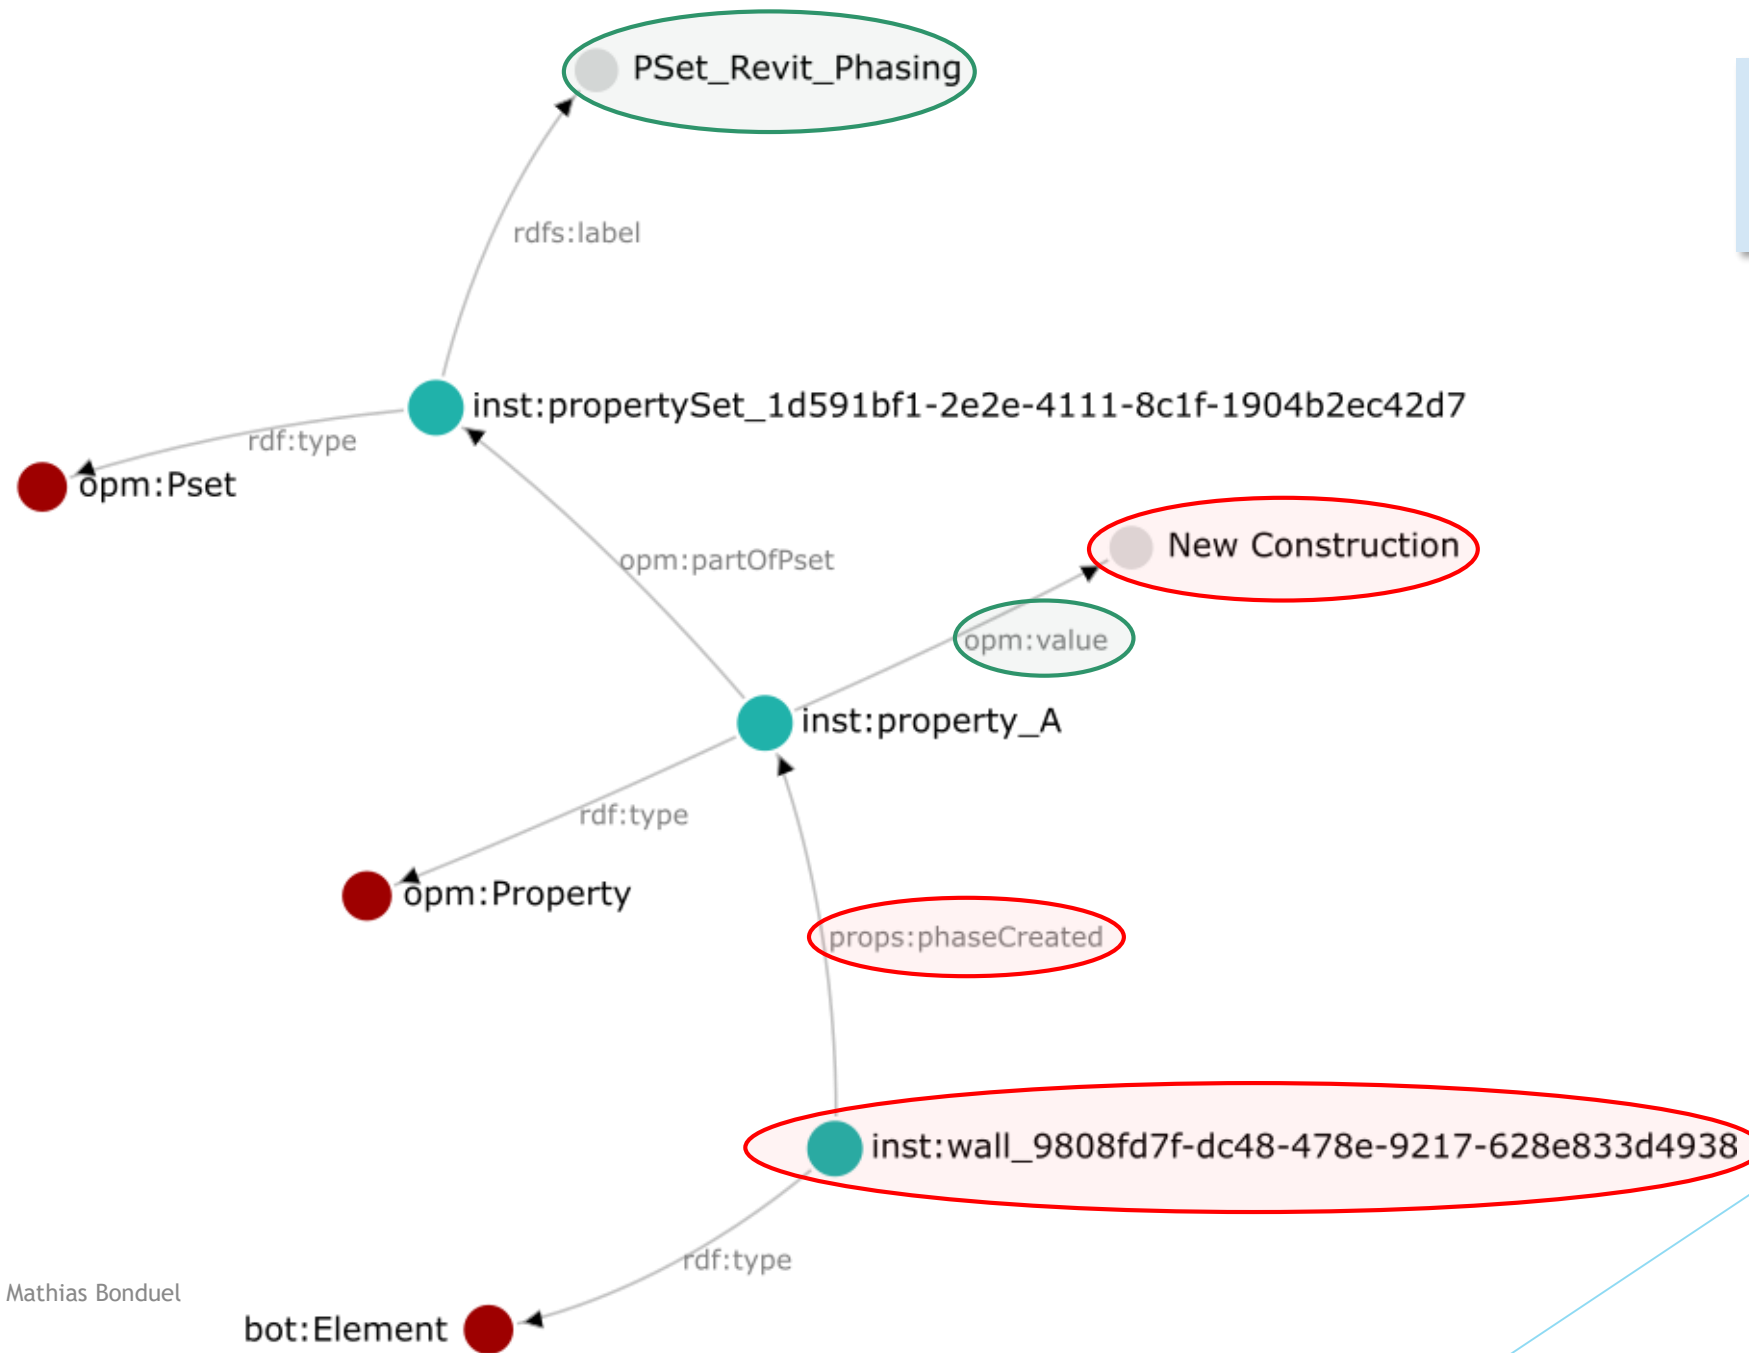 PSet_Revit_Phasing
rdfs:label
inst:propertySet_1d591bf1-2e2e-4111-8c1f-1904b2ec42d7
rdf:type
opm:Pset
New Construction
opm:partOfPset
opm:value
inst:property_A
rdf:type
opm:Property
props:phaseCreated
inst:wall_9808fd7f-dc48-478e-9217-628e833d4938
rdf:type
Mathias Bonduel
bot:Element